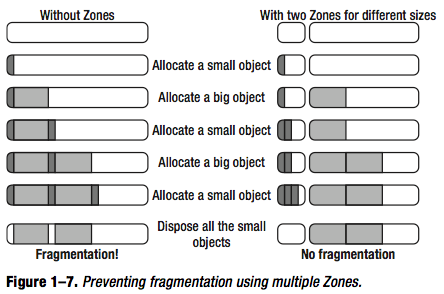 Without Zones
With two Zones for different sizes
Allocate a small object
Allocate a big object
Allocate a small object
Allocate a big object
Allocate a small object
Dispose all the small
objects
Fragmentation!
No fragmentation
Figure 1–7. Preventing fragmentation using multiple Zones.